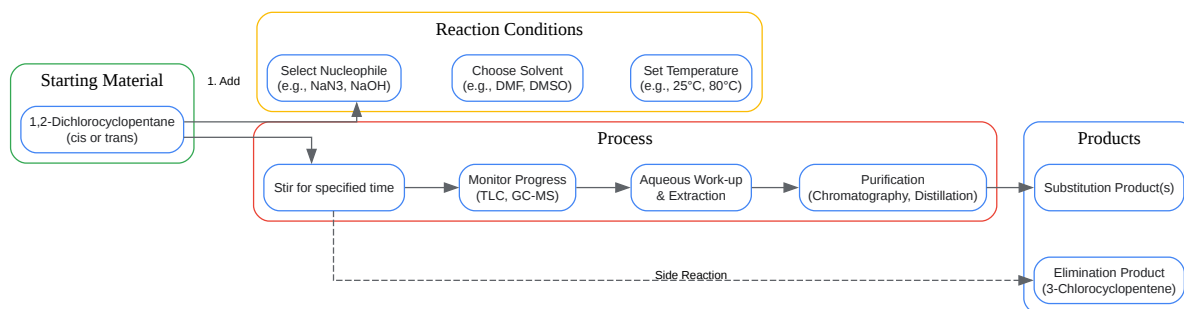 Reaction Conditions
Starting Material
1. Add
Select Nucleophile
(e.g., NaN3, NaOH)
Choose Solvent
(e.g., DMF, DMSO)
Set Temperature
(e.g., 25°C, 80°C)
1,2-Dichlorocyclopentane
(cis or trans)
Process
Products
Stir for specified time
Monitor Progress
(TLC, GC-MS)
Aqueous Work-up
& Extraction
Purification
(Chromatography, Distillation)
Substitution Product(s)
Side Reaction
Elimination Product
(3-Chlorocyclopentene)